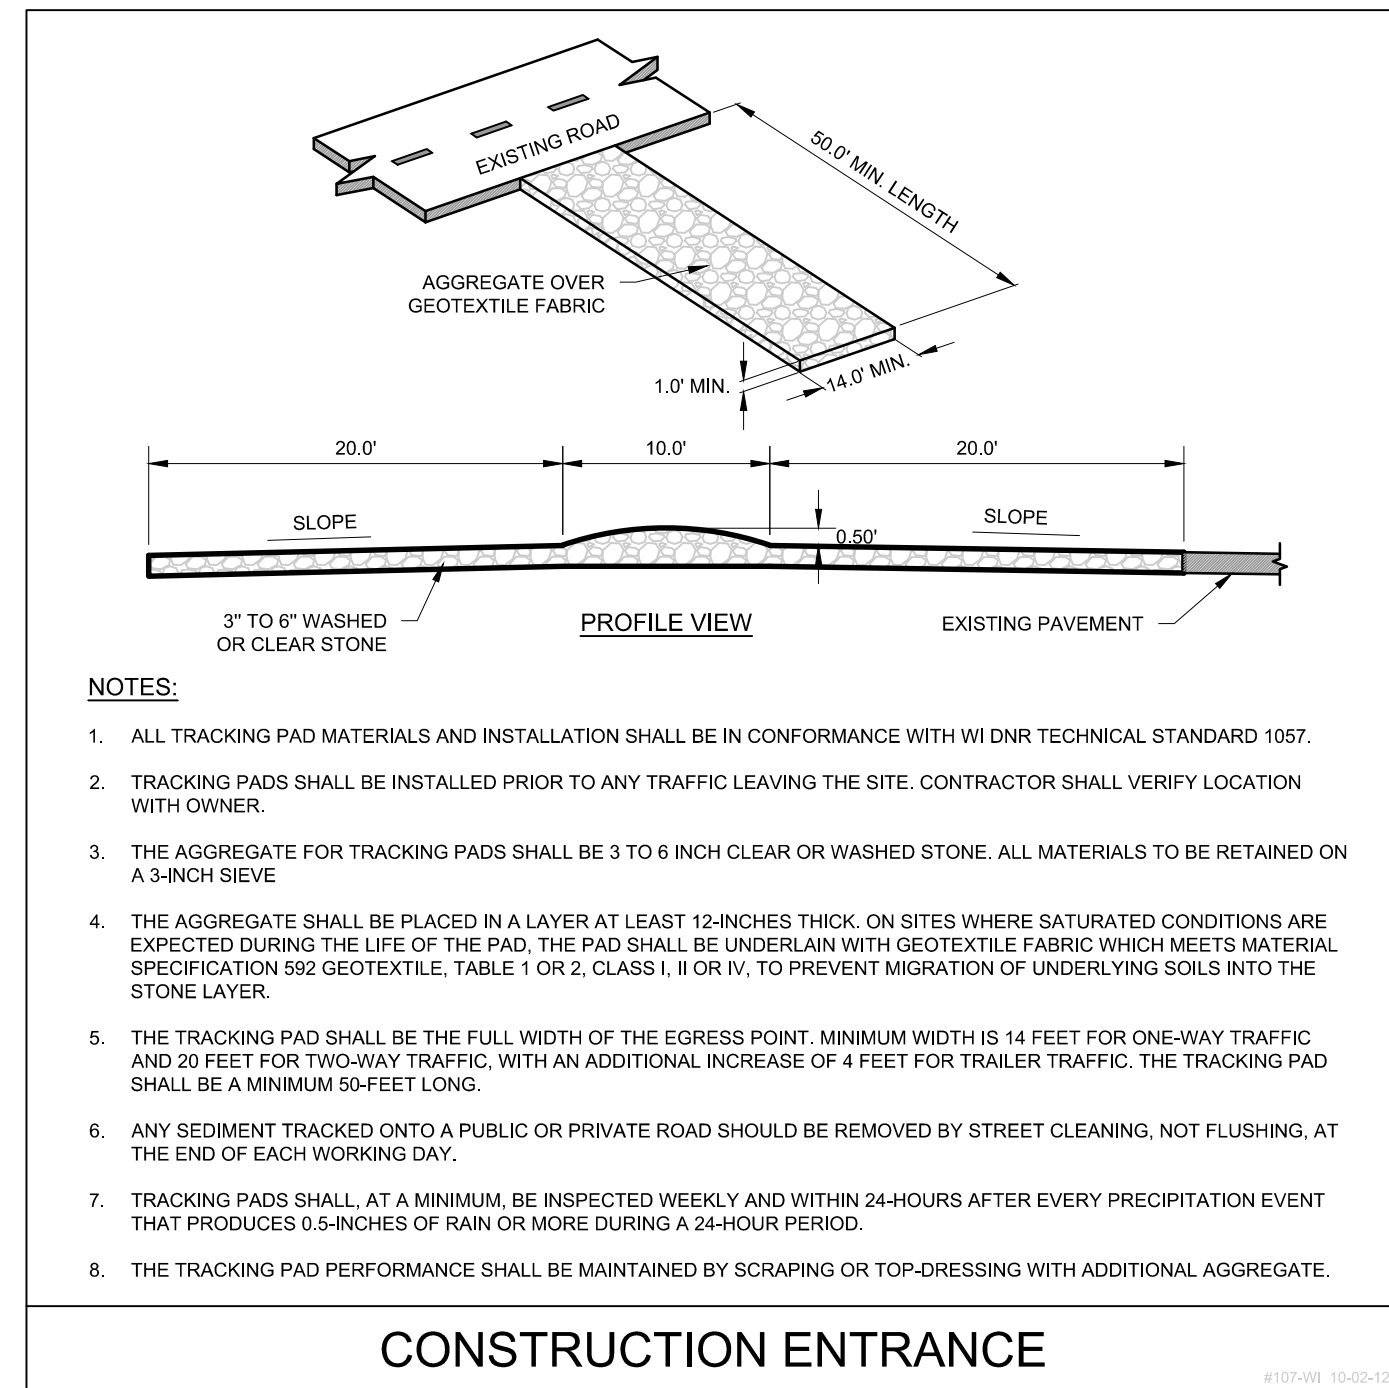 EXISTING ROAD
50.0' MIN. LENGTH
AGGREGATE OVER
GEOTEXTILE FABRIC
1.0' MIN.
14.0' MIN.
20.0'
10.0'
20.0'
SLOPE
SLOPE
0.50'
3" TO 6" WASHED
OR CLEAR STONE
PROFILE VIEW
EXISTING PAVEMENT
NOTES:
1. ALL TRACKING PAD MATERIALS AND INSTALLATION SHALL BE IN CONFORMANCE WITH WI DNR TECHNICAL STANDARD 1057.
2. TRACKING PADS SHALL BE INSTALLED PRIOR TO ANY TRAFFIC LEAVING THE SITE. CONTRACTOR SHALL VERIFY LOCATION
WITH OWNER.
3. THE AGGREGATE FOR TRACKING PADS SHALL BE 3 TO 6 INCH CLEAR OR WASHED STONE. ALL MATERIALS TO BE RETAINED ON
A 3-INCH SIEVE
4. THE AGGREGATE SHALL BE PLACED IN A LAYER AT LEAST 12-INCHES THICK. ON SITES WHERE SATURATED CONDITIONS ARE
EXPECTED DURING THE LIFE OF THE PAD, THE PAD SHALL BE UNDERLAIN WITH GEOTEXTILE FABRIC WHICH MEETS MATERIAL
SPECIFICATION 592 GEOTEXTILE, TABLE 1 OR 2, CLASS I, II OR IV, TO PREVENT MIGRATION OF UNDERLYING SOILS INTO THE
STONE LAYER.
5. THE TRACKING PAD SHALL BE THE FULL WIDTH OF THE EGRESS POINT. MINIMUM WIDTH IS 14 FEET FOR ONE-WAY TRAFFIC
AND 20 FEET FOR TWO-WAY TRAFFIC, WITH AN ADDITIONAL INCREASE OF 4 FEET FOR TRAILER TRAFFIC. THE TRACKING PAD
SHALL BE A MINIMUM 50-FEET LONG.
6. ANY SEDIMENT TRACKED ONTO A PUBLIC OR PRIVATE ROAD SHOULD BE REMOVED BY STREET CLEANING, NOT FLUSHING, AT
THE END OF EACH WORKING DAY.
7. TRACKING PADS SHALL, AT A MINIMUM, BE INSPECTED WEEKLY AND WITHIN 24-HOURS AFTER EVERY PRECIPITATION EVENT
THAT PRODUCES 0.5-INCHES OF RAIN OR MORE DURING A 24-HOUR PERIOD.
8. THE TRACKING PAD PERFORMANCE SHALL BE MAINTAINED BY SCRAPING OR TOP-DRESSING WITH ADDITIONAL AGGREGATE.
CONSTRUCTION ENTRANCE
#107-WI 10-02-12